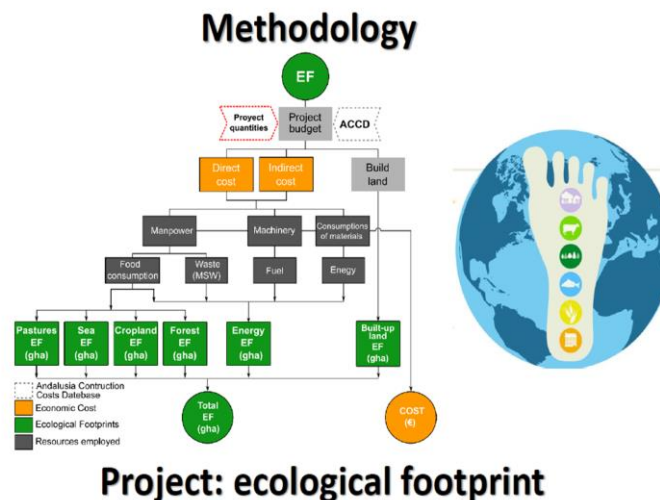 Methodology
EF
Proyect
quantities
Project
budget
ACCD
Direct
cost
Indirect
cost
Build
land
Manpower
Machinery
Consumptions
of materials
Food
consumption
Waste
(MSW)
Fuel
Enegy
Pastures
EF
(gha)
Sea
EF
(gha)
Cropland
EF
(gha)
Forest
EF
(gha)
Energy
EF
(gha)
Built-up
land
EF
(gha)
Andalusia Contruction
Costs Datebase
Economic Cost
Ecological Footprints
Resources employed
Total
EF
(gha)
COST
(€)
Project: ecological footprint